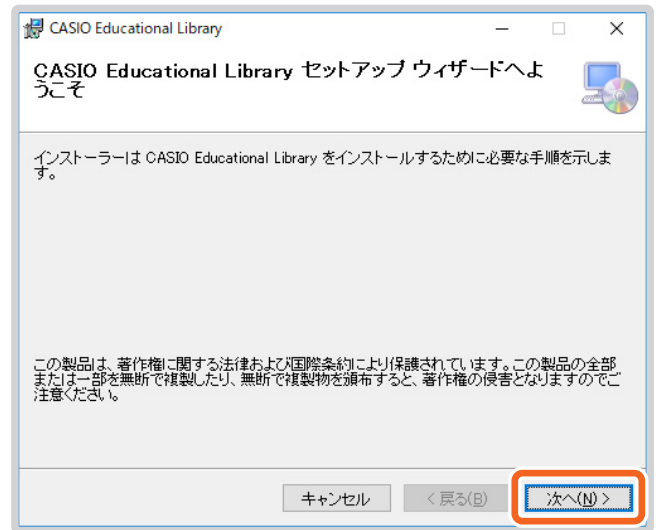 CASIO Educational Library
CASIO Educational Library セットアップ ウィザードへよ
うこそ
インストーラーは CASIO Educational Library をインストールするために必要な手順を示しま
す。
この製品は、著作権に関する法律および国際条約により保護されています。この製品の全部
または一部を無断で複製したり、無断で複製物を頒布すると、著作権の侵害となりますのでご
注意ください。
キャンセル < 戻る(B) 次へ(N) >